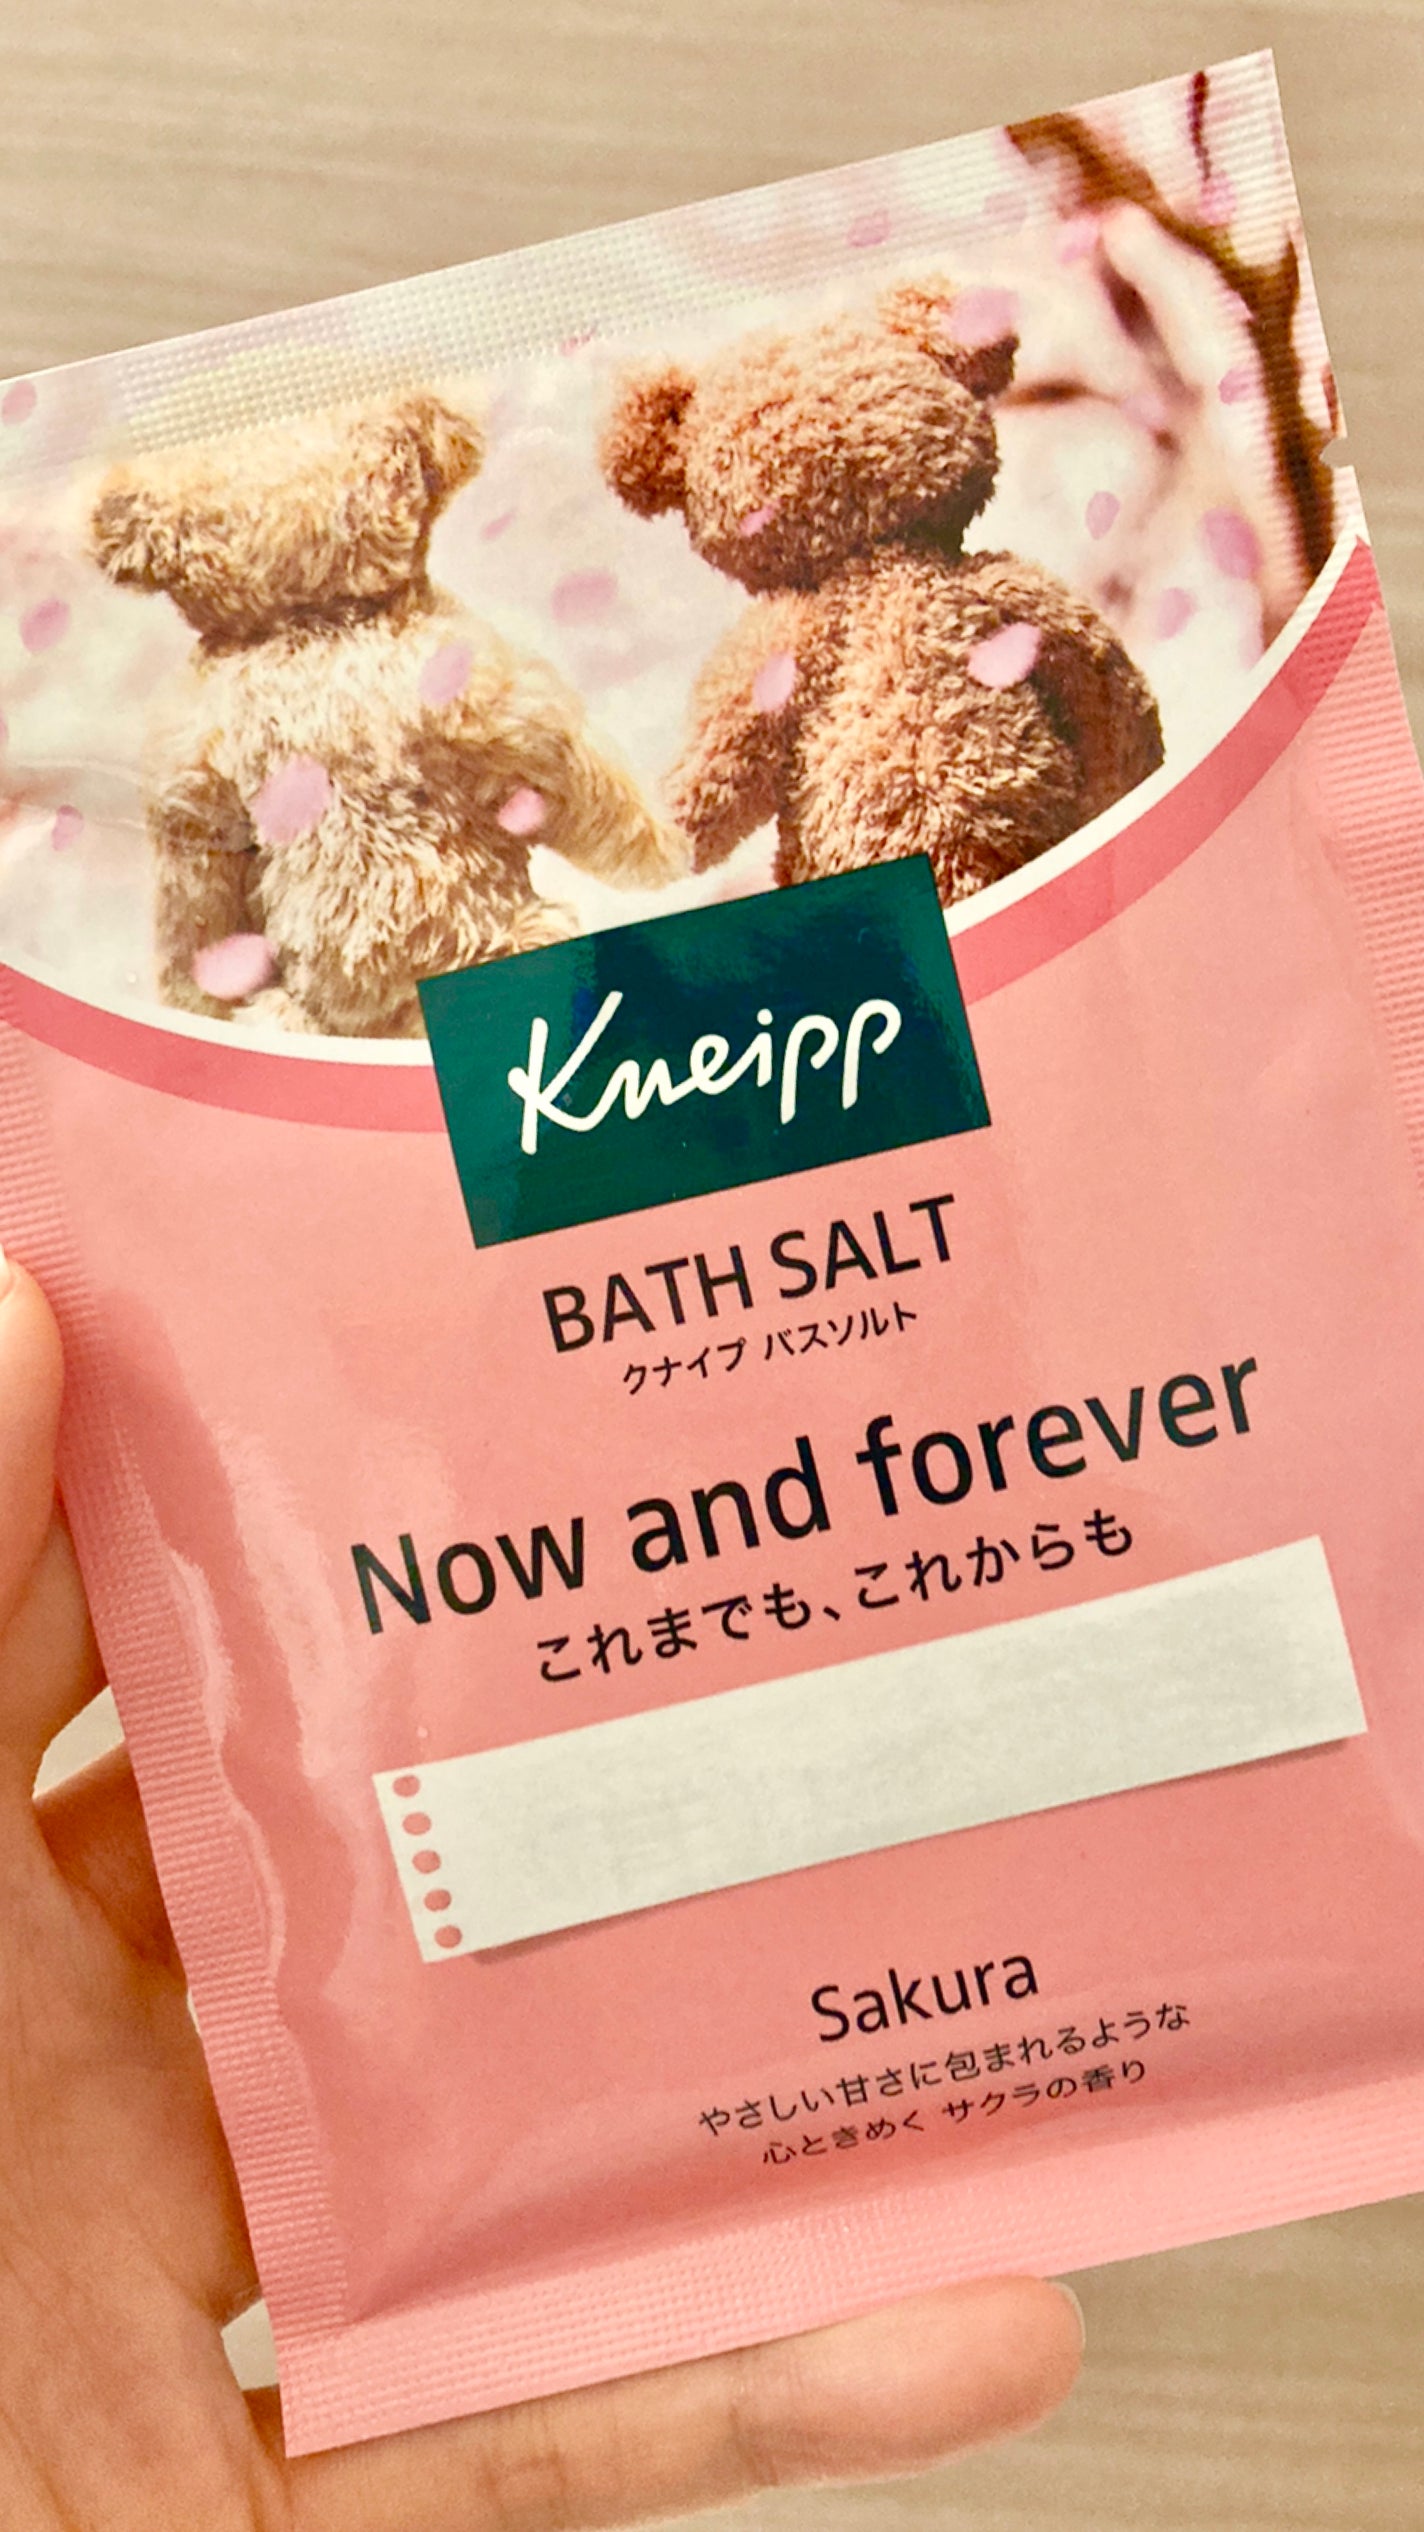 Kneipp
BATH SALT
クナイプ バスソルト
Now and forever
これまでも、これからも
Sakura
やさしい甘さに包まれるような
心ときめく サクラの香り